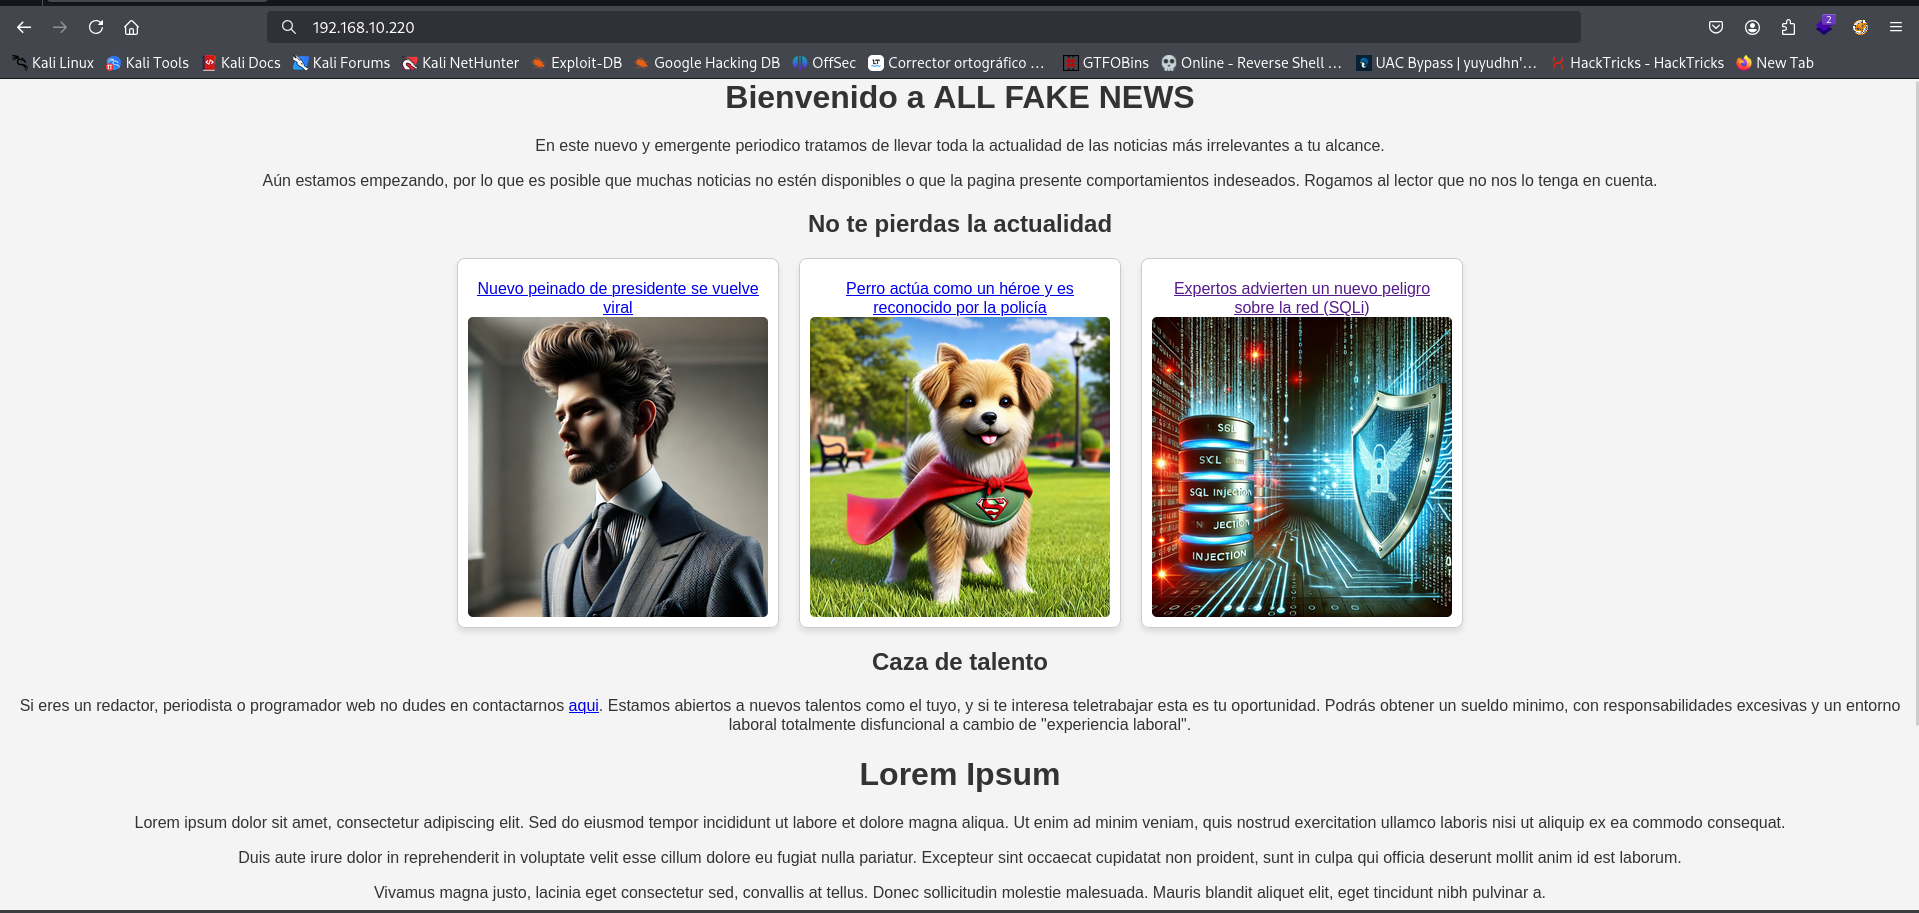 192.168.10.220
2
Kali Linux Kali Tools Kali Docs Kali Forums Kali NetHunter Exploit-DB Google Hacking DB OffSec Corrector ortográfico ... GTFOBins Online - Reverse Shell ... UAC Bypass | yuyudhn'... HackTricks - HackTricks New Tab
Bienvenido a ALL FAKE NEWS
En este nuevo y emergente periodico tratamos de llevar toda la actualidad de las noticias más irrelevantes a tu alcance.
Aún estamos empezando, por lo que es posible que muchas noticias no estén disponibles o que la pagina presente comportamientos indeseados. Rogamos al lector que no nos lo tenga en cuenta.
No te pierdas la actualidad
Nuevo peinado de presidente se vuelve
viral
Perro actúa como un héroe y es
reconocido por la policía
Expertos advierten un nuevo peligro
sobre la red (SQLi)
SQL INJECTION
JECTION
INJECTION
Caza de talento
Si eres un redactor, periodista o programador web no dudes en contactarnos aqui. Estamos abiertos a nuevos talentos como el tuyo, y si te interesa teletrabajar esta es tu oportunidad. Podrás obtener un sueldo minimo, con responsabilidades excesivas y un entorno
laboral totalmente disfuncional a cambio de "experiencia laboral".
Lorem Ipsum
Lorem ipsum dolor sit amet, consectetur adipiscing elit. Sed do eiusmod tempor incididunt ut labore et dolore magna aliqua. Ut enim ad minim veniam, quis nostrud exercitation ullamco laboris nisi ut aliquip ex ea commodo consequat.
Duis aute irure dolor in reprehenderit in voluptate velit esse cillum dolore eu fugiat nulla pariatur. Excepteur sint occaecat cupidatat non proident, sunt in culpa qui officia deserunt mollit anim id est laborum.
Vivamus magna justo, lacinia eget consectetur sed, convallis at tellus. Donec sollicitudin molestie malesuada. Mauris blandit aliquet elit, eget tincidunt nibh pulvinar a.